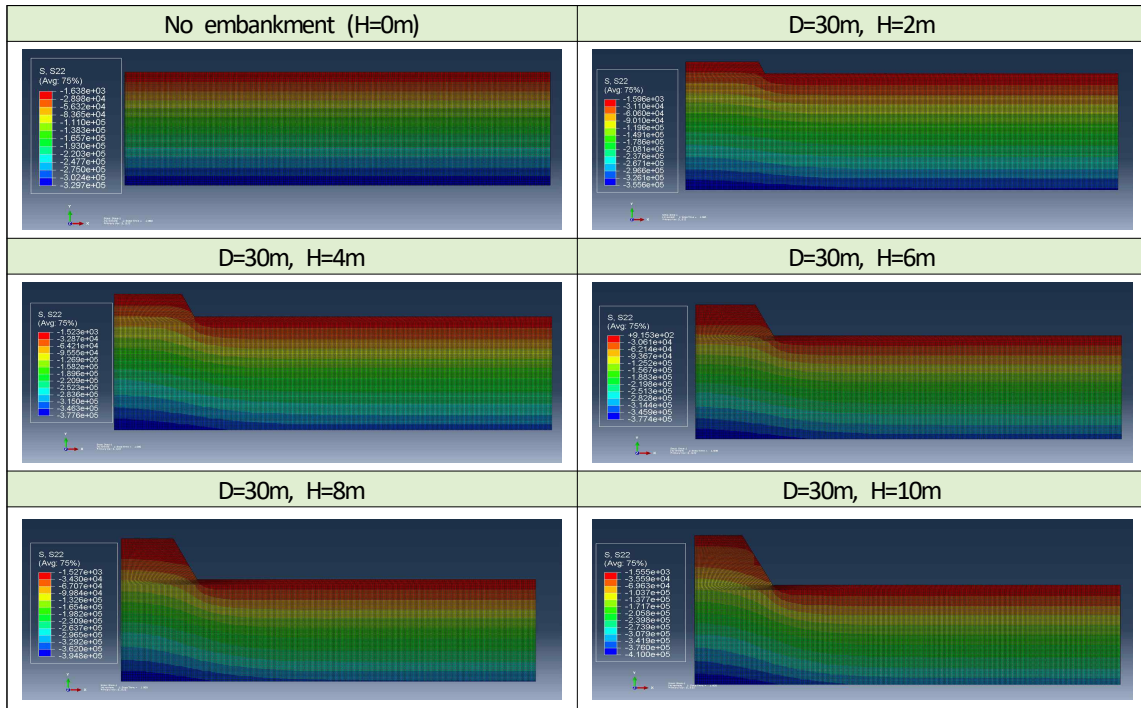 No embankment (H=0m)
D=30m, H=2m
S, S22
(Avg: 75%)
-1.638e+03
-2.898e+04
-5.632e+04
-8.365e+04
-1.110e+05
-1.383e+05
-1.657e+05
-1.930e+05
-2.203e+05
-2.477e+05
-2.750e+05
-3.024e+05
-3.297e+05
Y
X
S, S22
(Avg: 75%)
-1.596e+03
-3.110e+04
-6.060e+04
-9.010e+04
-1.196e+05
-1.491e+05
-1.786e+05
-2.081e+05
-2.376e+05
-2.671e+05
-2.966e+05
-3.261e+05
-3.556e+05
Y
X
D=30m, H=4m
D=30m, H=6m
S, S22
(Avg: 75%)
-1.523e+03
-3.287e+04
-6.421e+04
-9.555e+04
-1.269e+05
-1.582e+05
-1.896e+05
-2.209e+05
-2.523e+05
-2.836e+05
-3.150e+05
-3.463e+05
-3.776e+05
Y
X
S, S22
(Avg: 75%)
+9.153e+02
-3.061e+04
-6.214e+04
-9.367e+04
-1.252e+05
-1.567e+05
-1.883e+05
-2.198e+05
-2.513e+05
-2.828e+05
-3.144e+05
-3.459e+05
-3.774e+05
Y
X
D=30m, H=8m
D=30m, H=10m
S, S22
(Avg: 75%)
-1.527e+03
-3.430e+04
-6.707e+04
-9.984e+04
-1.326e+05
-1.654e+05
-1.982e+05
-2.309e+05
-2.637e+05
-2.965e+05
-3.292e+05
-3.620e+05
-3.948e+05
Y
X
S, S22
(Avg: 75%)
-1.555e+03
-3.559e+04
-6.963e+04
-1.037e+05
-1.377e+05
-1.717e+05
-2.058e+05
-2.398e+05
-2.739e+05
-3.079e+05
-3.419e+05
-3.760e+05
-4.100e+05
Y
X